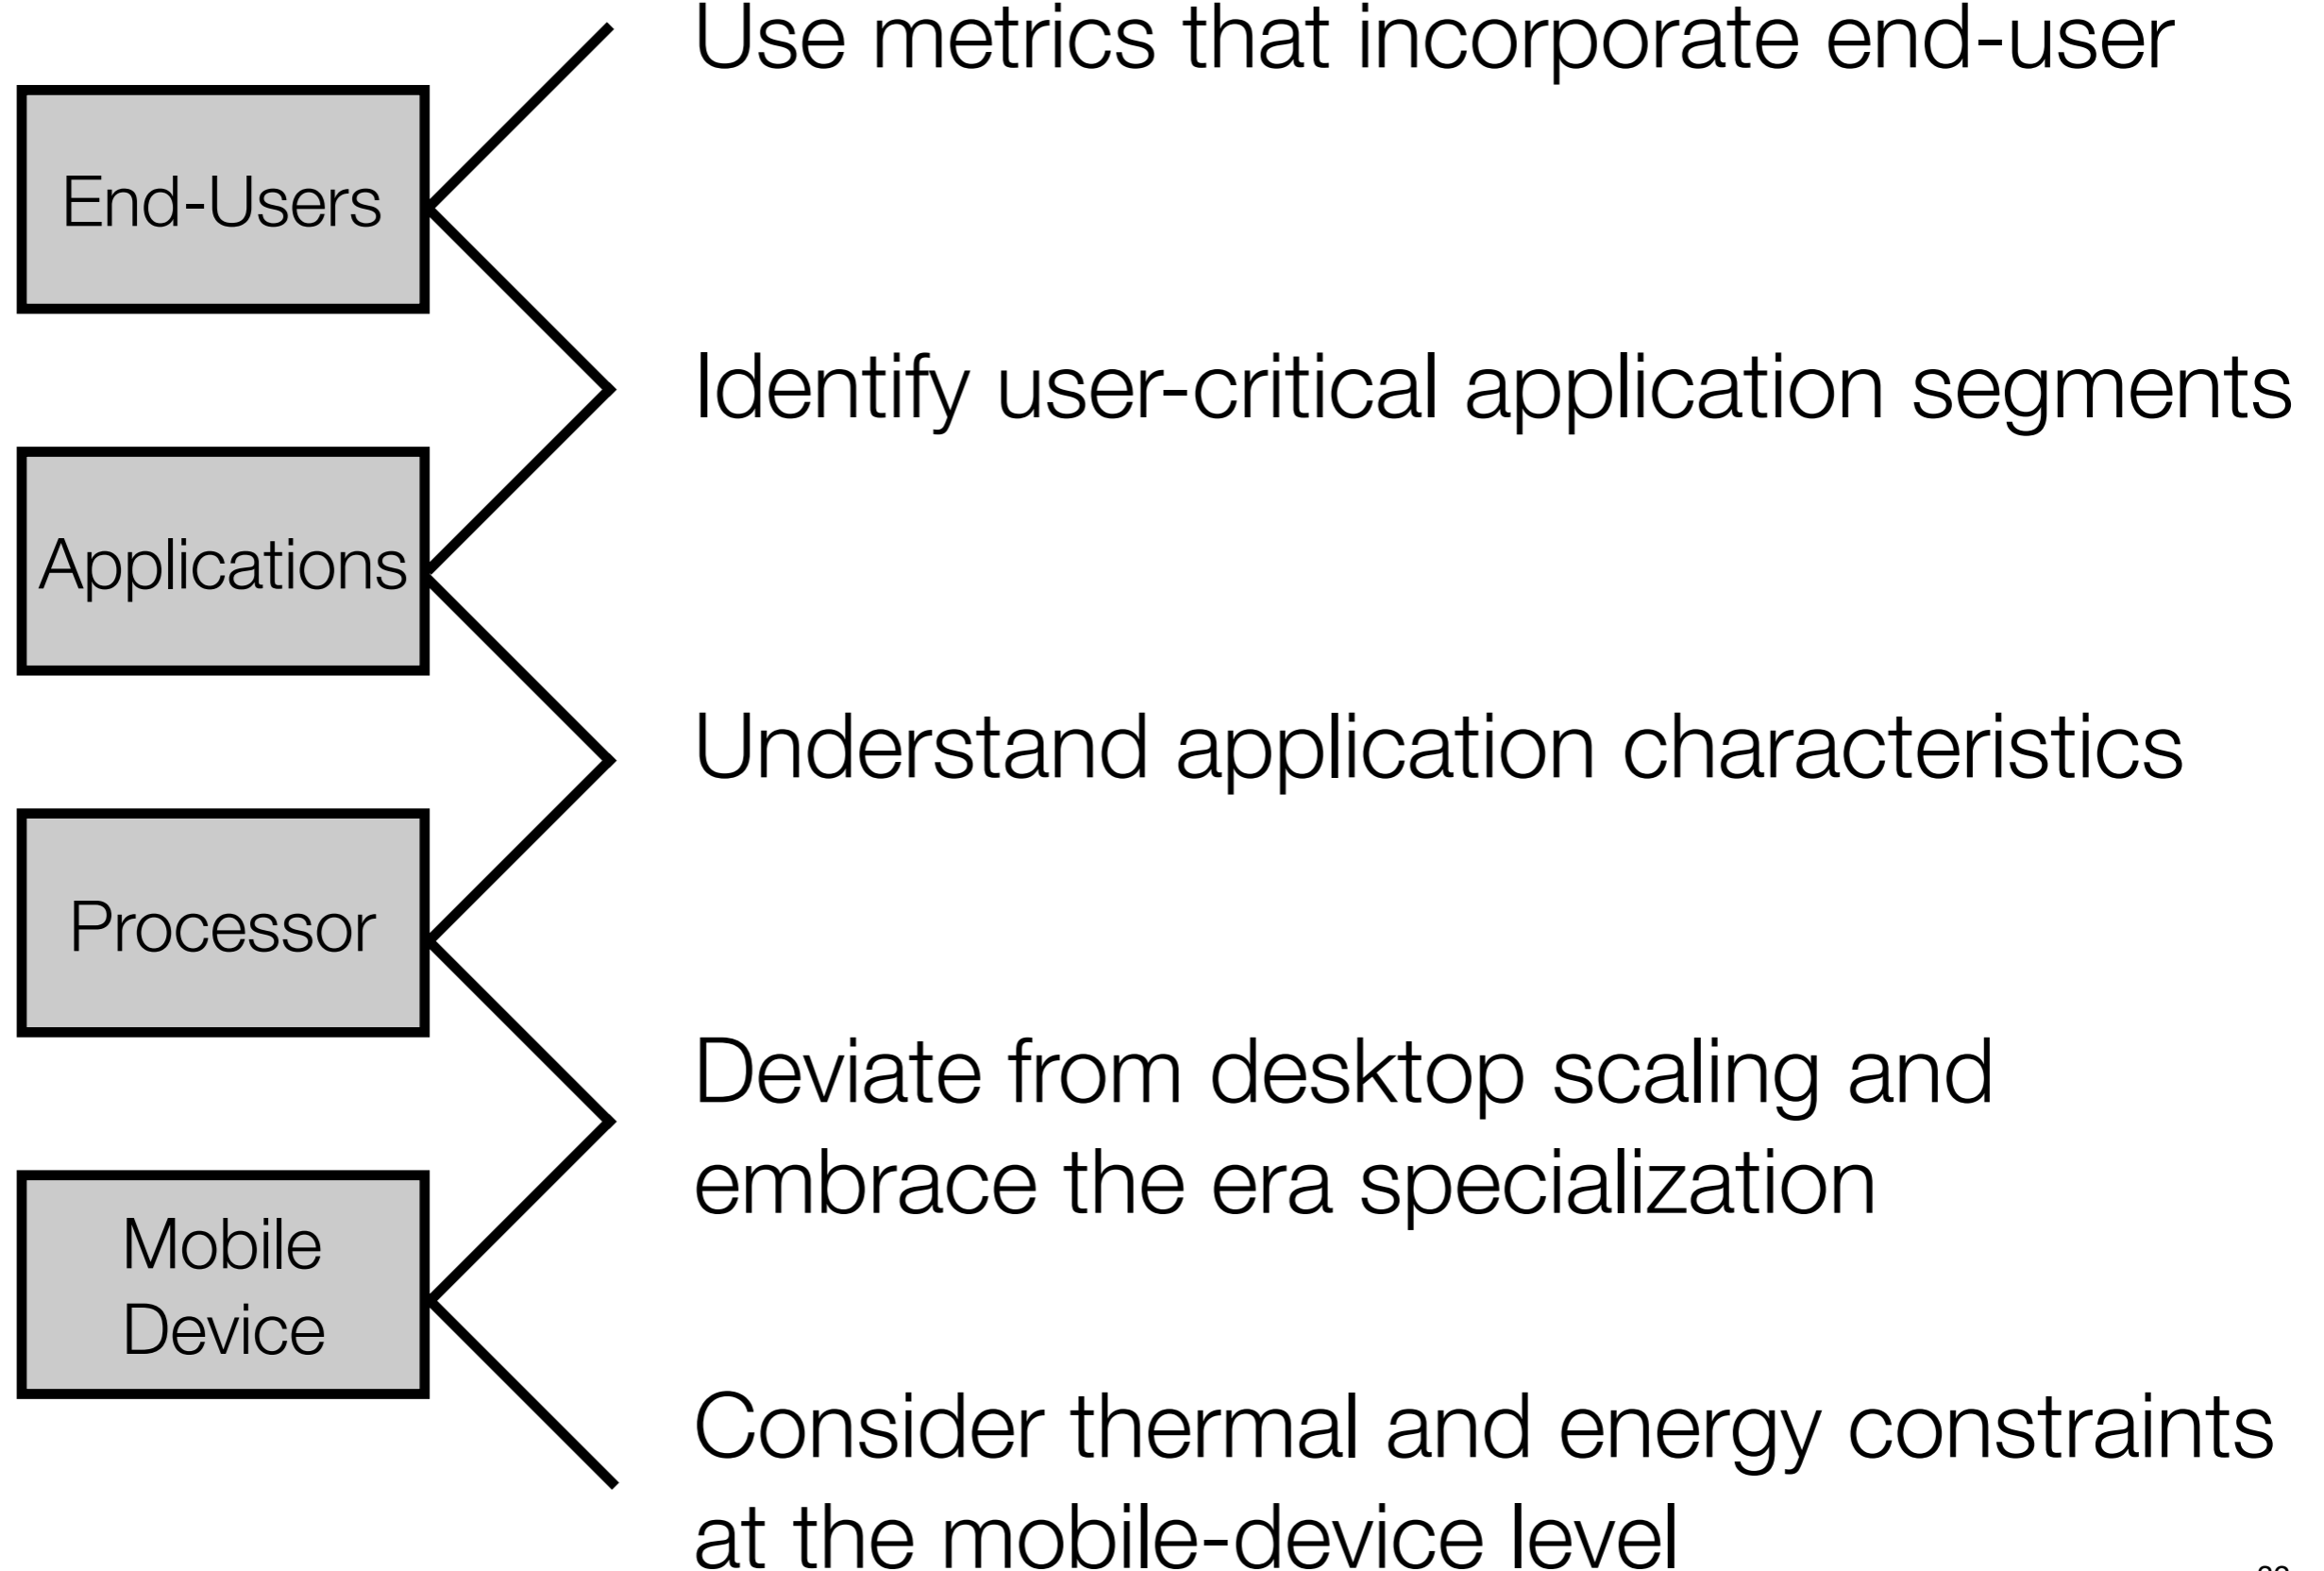 Use metrics that incorporate end-user
End-Users
Identify user-critical application segments
Applications
Understand application characteristics
Processor
Deviate from desktop scaling and
embrace the era specialization
Mobile
Device
Consider thermal and energy constraints
at the mobile-device level